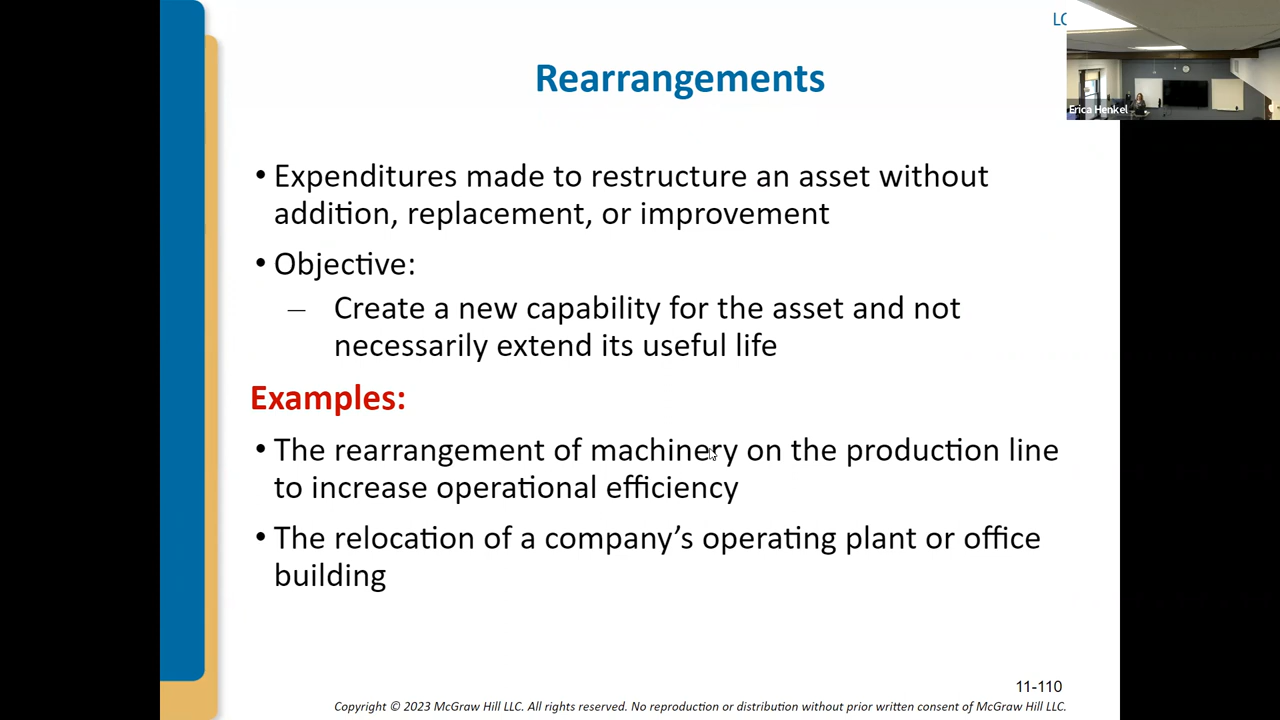 LO
Rearrangements
Erica Henkel
• Expenditures made to restructure an asset without
addition, replacement, or improvement
• Objective:
– Create a new capability for the asset and not
necessarily extend its useful life
Examples:
• The rearrangement of machinery on the production line
to increase operational efficiency
• The relocation of a company’s operating plant or office
building
11-110
Copyright © 2023 McGraw Hill LLC. All rights reserved. No reproduction or distribution without prior written consent of McGraw Hill LLC.